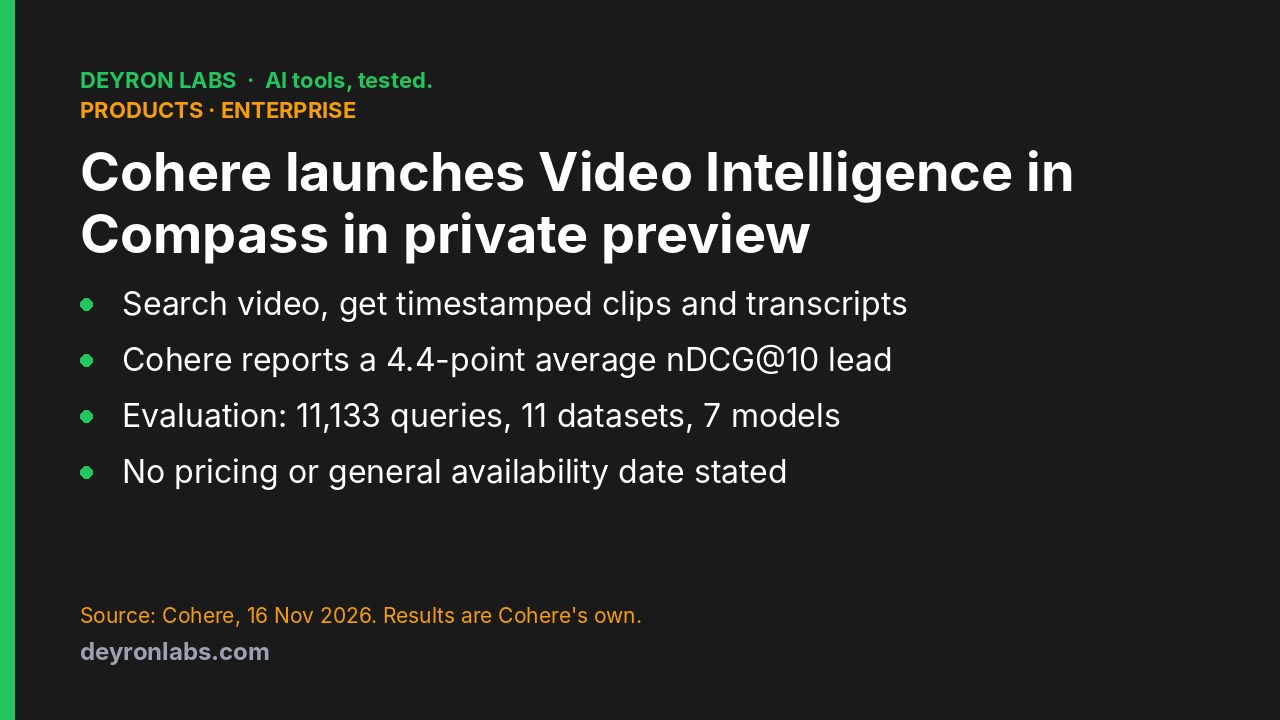 DEYRON LABS · AI tools, tested.
PRODUCTS · ENTERPRISE
Cohere launches Video Intelligence in
Compass in private preview
Search video, get timestamped clips and transcripts
Cohere reports a 4.4-point average nDCG@10 lead
Evaluation: 11,133 queries, 11 datasets, 7 models
No pricing or general availability date stated
Source: Cohere, 16 Nov 2026. Results are Cohere's own.
deyronlabs.com